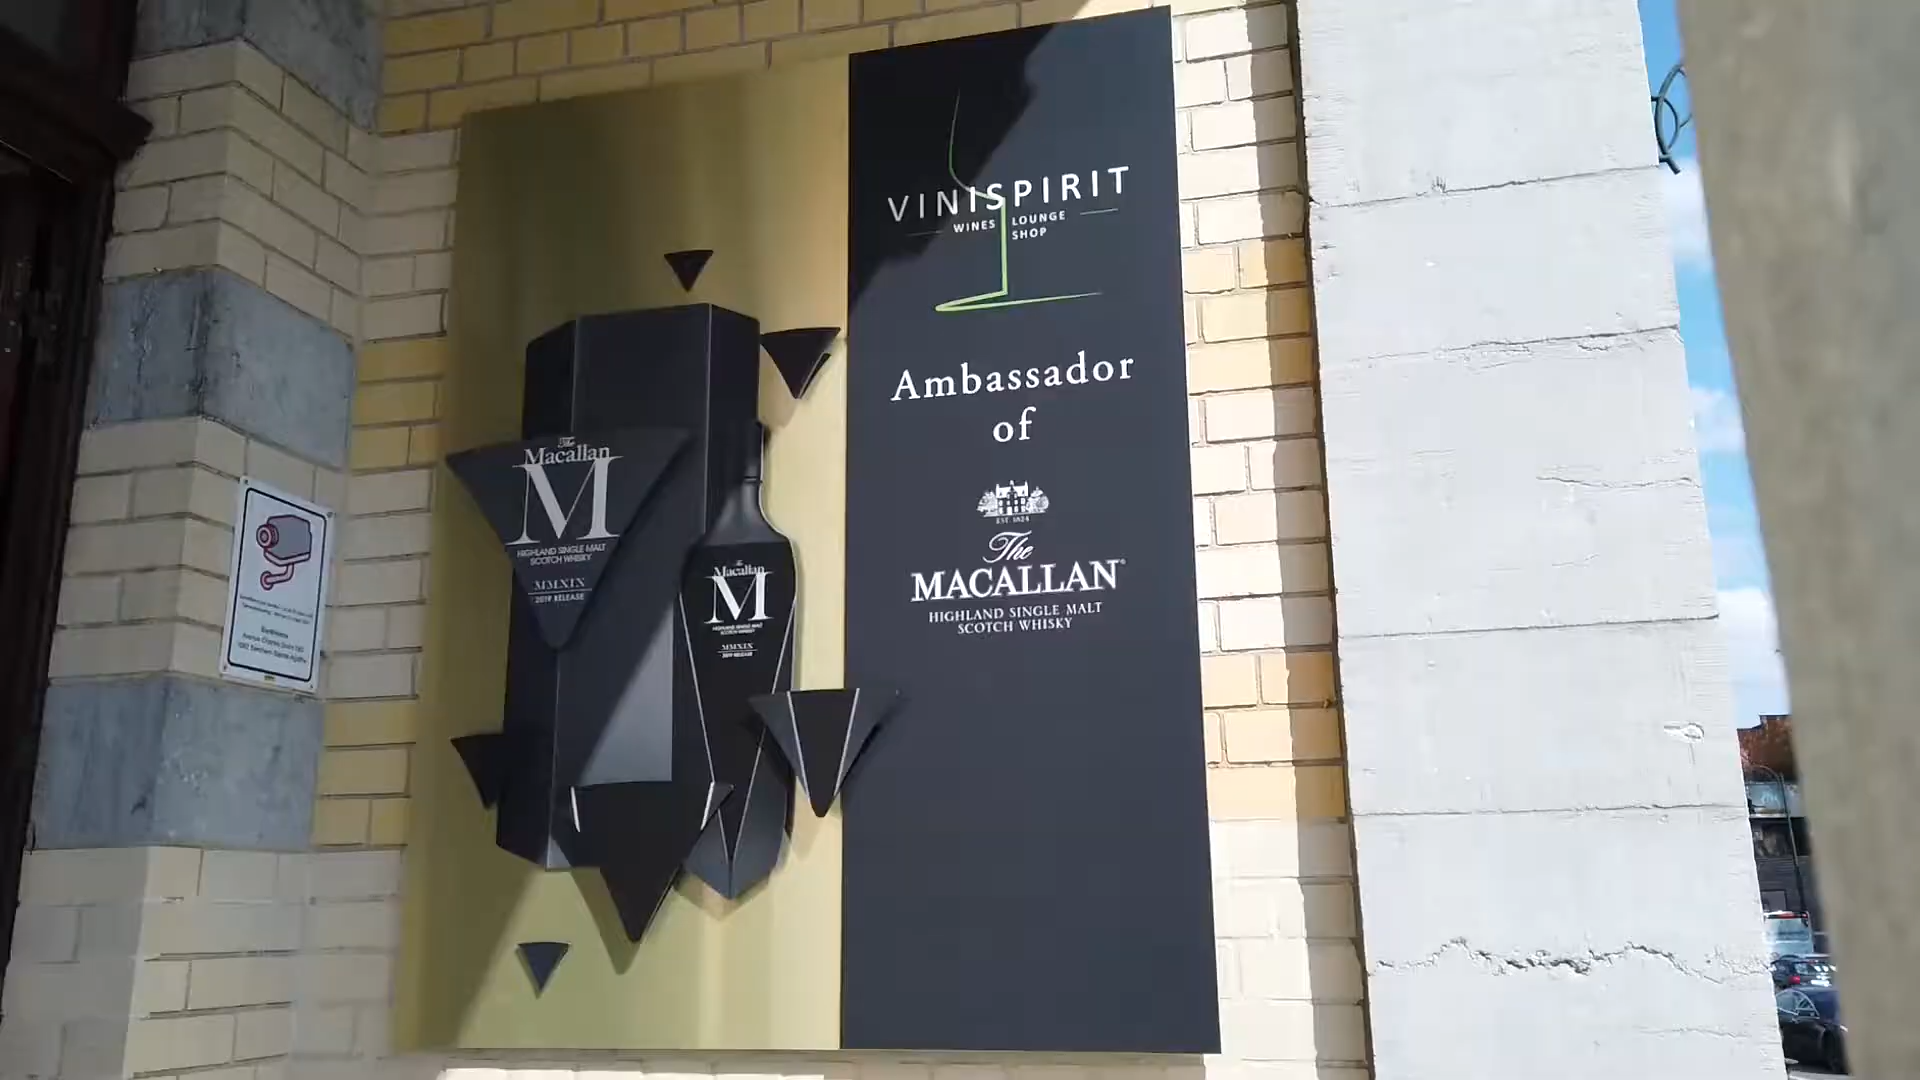 VINISPIRIT
WINES LOUNGE
SHOP
Ambassador
of
EST. 1824
The
MACALLAN
HIGHLAND SINGLE MALT
SCOTCH WHISKY
The
Macallan
M
HIGHLAND SINGLE MALT
SCOTCH WHISKY
MMXIX
2019 RELEASE
The
Macallan
M
HIGHLAND SINGLE MALT
SCOTCH WHISKY
MMXIX
2019 RELEASE